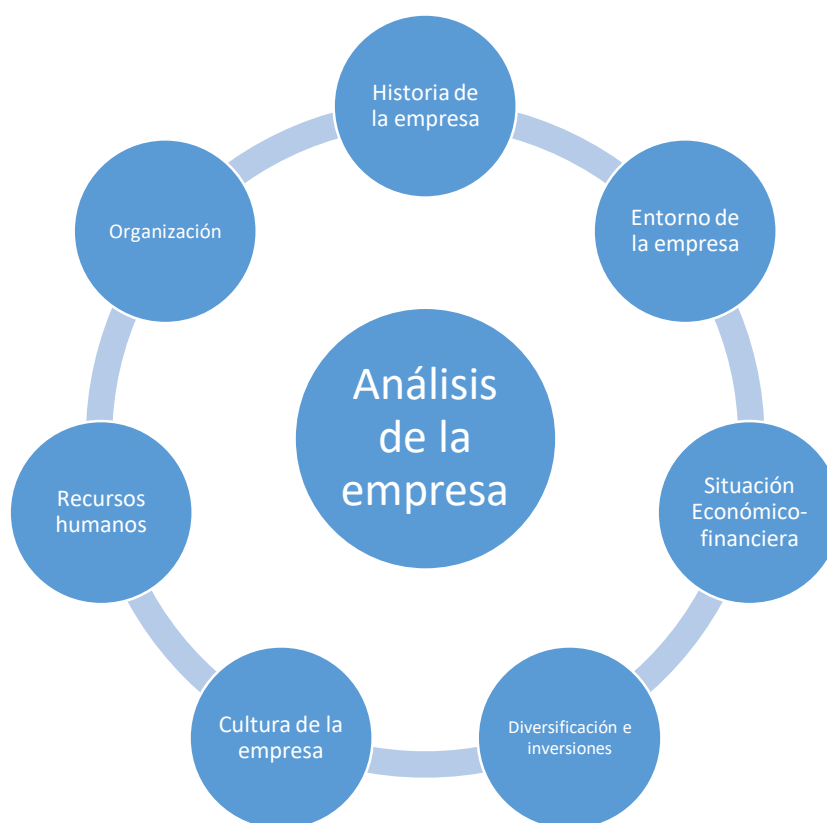 Historia de
la empresa
Entorno de
la empresa
Situación
Económico-
financiera
Diversificación e
inversiones
Cultura de la
empresa
Recursos
humanos
Organización
Análisis
de la
empresa